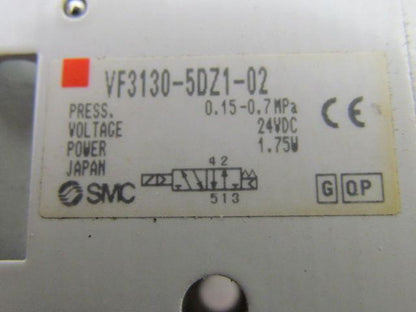 VF3130-5DZ1-02
PRESS. 0.15-0.7MPa
VOLTAGE 24VDC
POWER 1.75W
JAPAN
CE
4 2
SMC
5 1 3
G QP